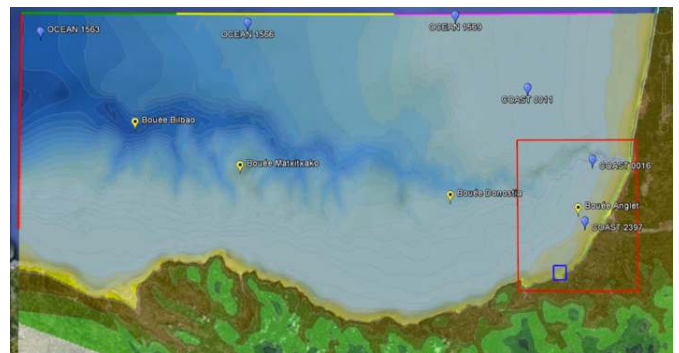 OCEAN 1563
OCEAN 1566
OCEAN 1569
COAST 0011
Bouée Bilbao
Bouée Matxitxako
COAST 0016
Bouée Donostia
Bouée Anglet
COAST 2397